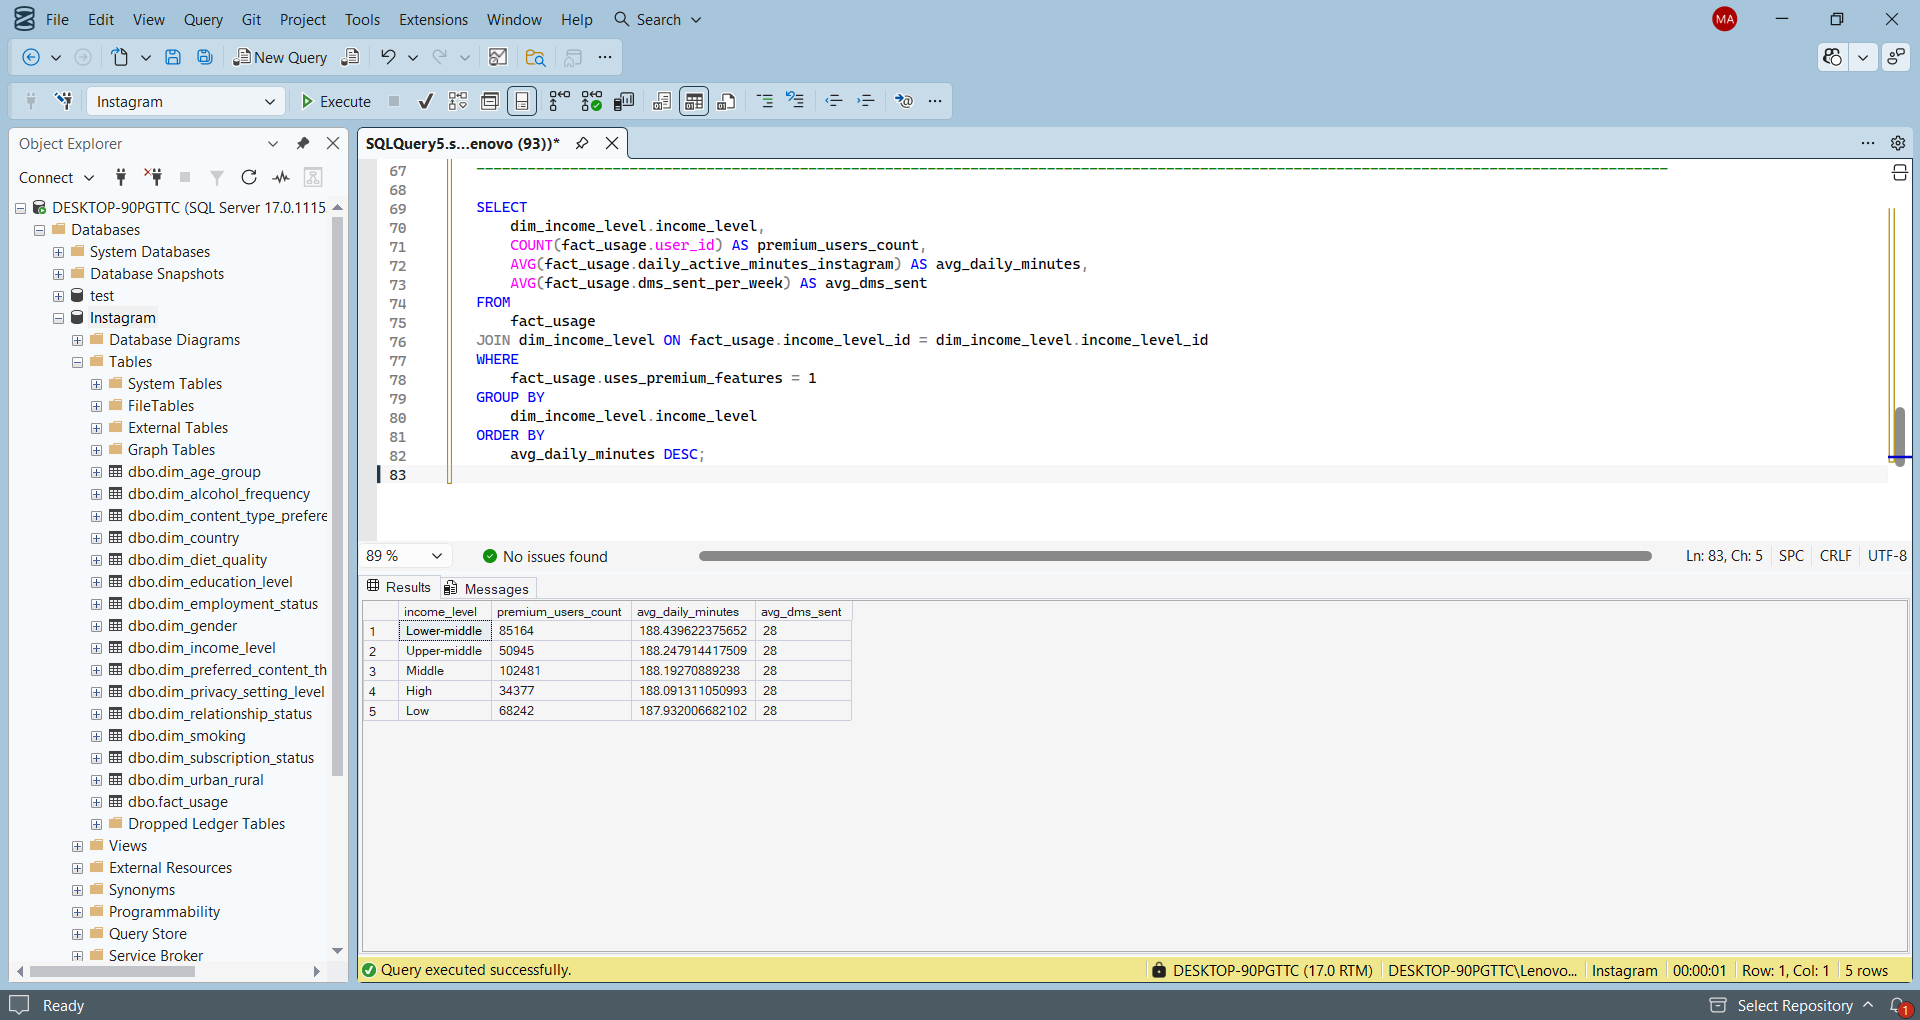 File Edit View Query Git Project Tools Extensions Window Help Search MA
New Query
Instagram Execute
Object Explorer
Connect
DESKTOP-90PGTTC (SQL Server 17.0.1115
Databases
System Databases
Database Snapshots
test
Instagram
Database Diagrams
Tables
System Tables
FileTables
External Tables
Graph Tables
dbo.dim_age_group
dbo.dim_alcohol_frequency
dbo.dim_content_type_prefere
dbo.dim_country
dbo.dim_diet_quality
dbo.dim_education_level
dbo.dim_employment_status
dbo.dim_gender
dbo.dim_income_level
dbo.dim_preferred_content_th
dbo.dim_privacy_setting_level
dbo.dim_relationship_status
dbo.dim_smoking
dbo.dim_subscription_status
dbo.dim_urban_rural
dbo.fact_usage
Dropped Ledger Tables
Views
External Resources
Synonyms
Programmability
Query Store
Service Broker
SQLQuery5.s...enovo (93))*
67
68
69 SELECT
70 dim_income_level.income_level,
71 COUNT(fact_usage.user_id) AS premium_users_count,
72 AVG(fact_usage.daily_active_minutes_instagram) AS avg_daily_minutes,
73 AVG(fact_usage.dms_sent_per_week) AS avg_dms_sent
74 FROM
75 fact_usage
76 JOIN dim_income_level ON fact_usage.income_level_id = dim_income_level.income_level_id
77 WHERE
78 fact_usage.uses_premium_features = 1
79 GROUP BY
80 dim_income_level.income_level
81 ORDER BY
82 avg_daily_minutes DESC;
83
89 % No issues found Ln: 83, Ch: 5 SPC CRLF UTF-8
Results Messages
income_level premium_users_count avg_daily_minutes avg_dms_sent
1 Lower-middle 85164 188.439622375652 28
2 Upper-middle 50945 188.247914417509 28
3 Middle 102481 188.19270889238 28
4 High 34377 188.091311050993 28
5 Low 68242 187.932006682102 28
Query executed successfully. DESKTOP-90PGTTC (17.0 RTM) DESKTOP-90PGTTC\Lenovo... Instagram 00:00:01 Row: 1, Col: 1 5 rows
Ready Select Repository 1